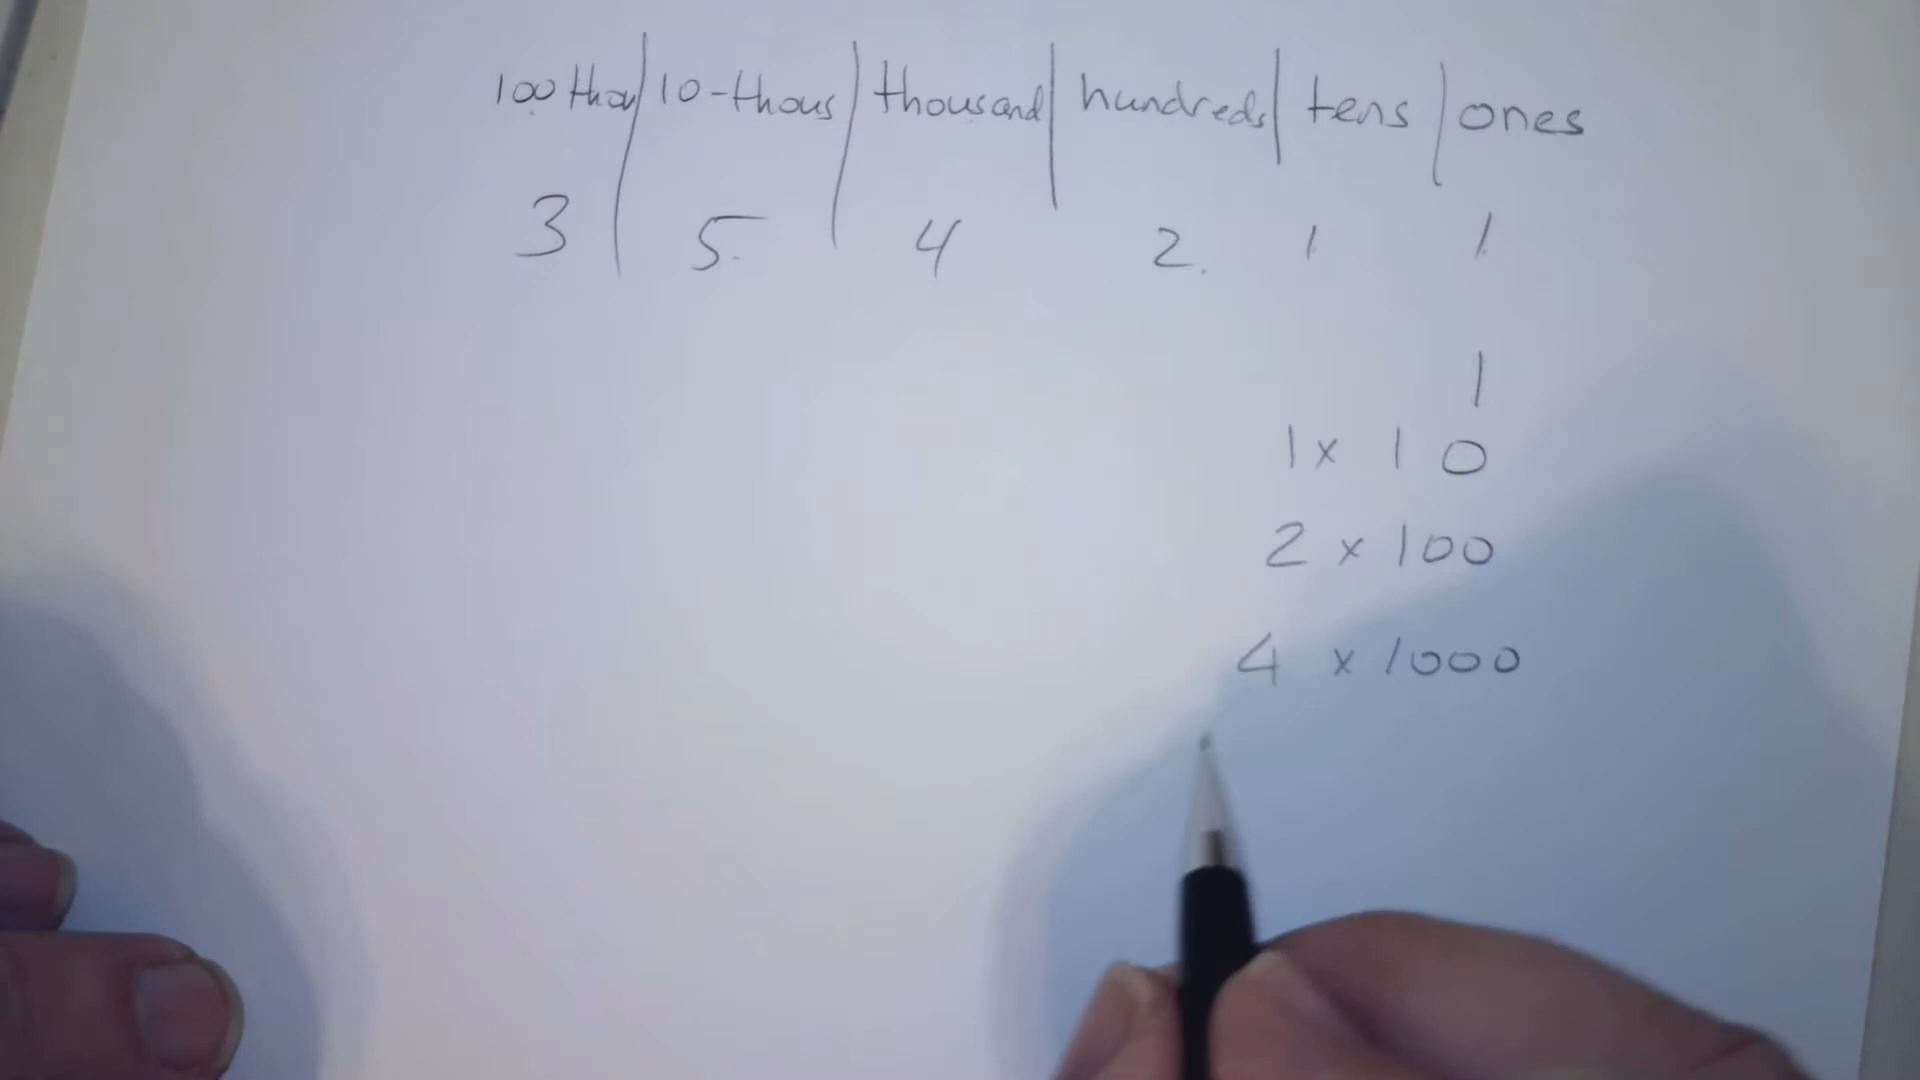 100 thou | 10-thous | thousand | hundreds | tens | ones
3 5 4 2 1 1
1
1 x 10
2 x 100
4 x 1000